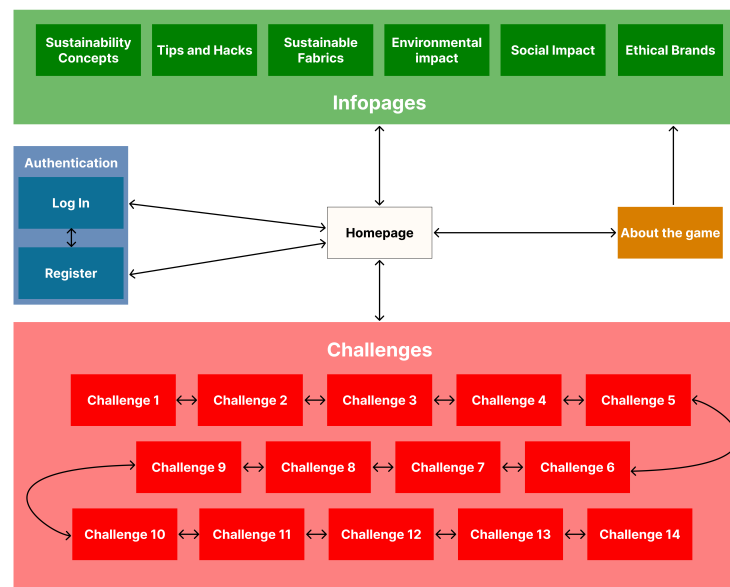 Sustainability
Concepts
Tips and Hacks
Sustainable
Fabrics
Environmental
impact
Social Impact
Ethical Brands
Infopages
Authentication
Log In
Register
Homepage
About the game
Challenges
Challenge 1
Challenge 2
Challenge 3
Challenge 4
Challenge 5
Challenge 9
Challenge 8
Challenge 7
Challenge 6
Challenge 10
Challenge 11
Challenge 12
Challenge 13
Challenge 14